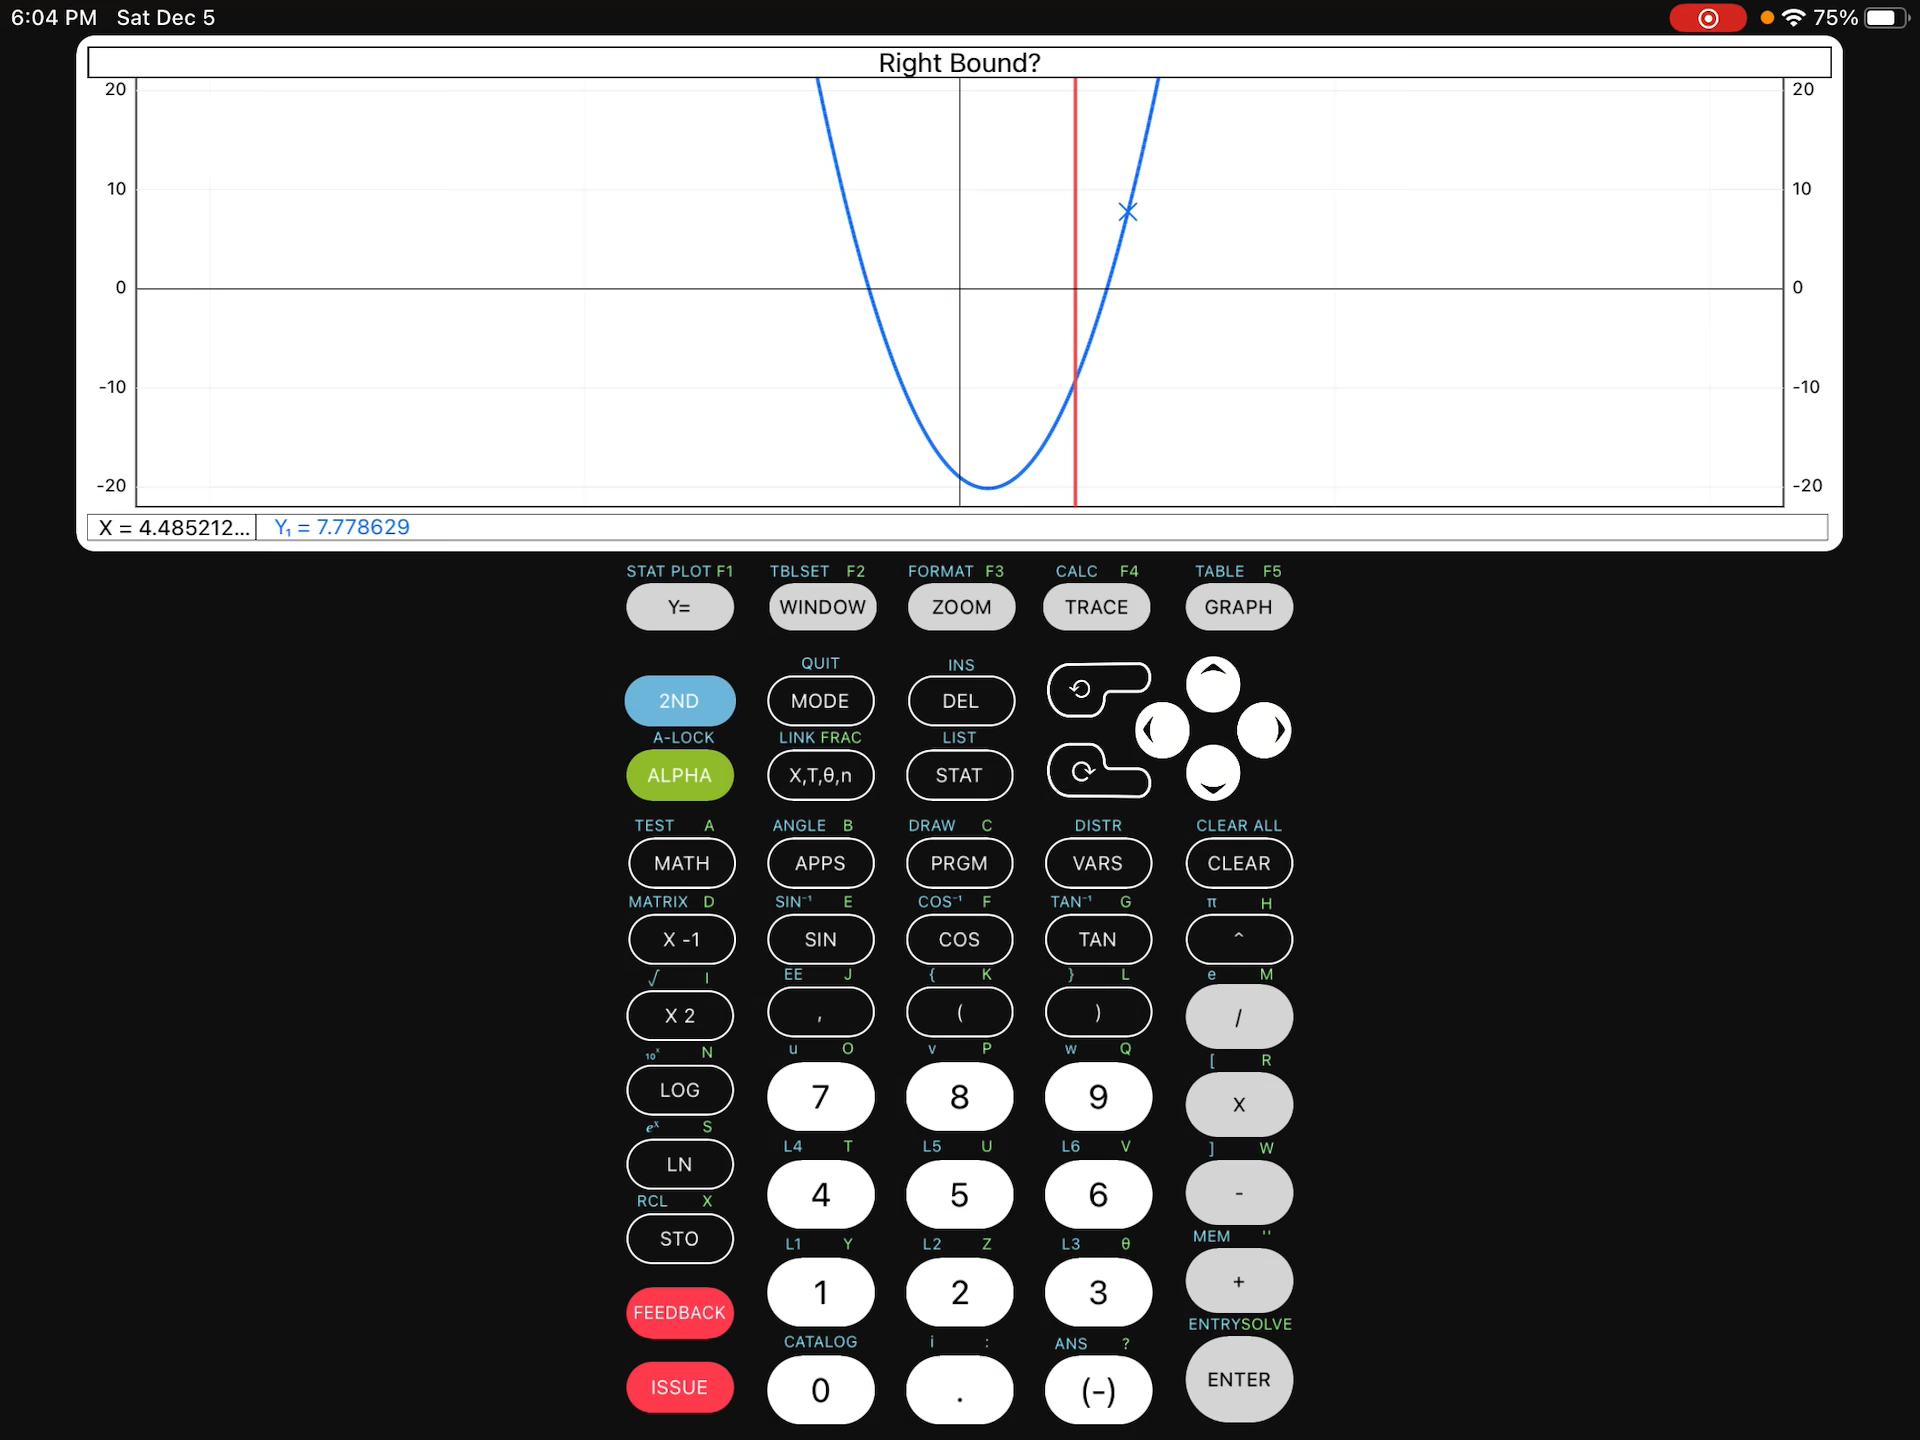 6:04 PM Sat Dec 5 75%
Right Bound?
20 20
10 10
0 0
-10 -10
-20 -20
X = 4.485212... Y₁ = 7.778629
STAT PLOT F1 TBLSET F2 FORMAT F3 CALC F4 TABLE F5
Y= WINDOW ZOOM TRACE GRAPH
QUIT INS
2ND MODE DEL
A-LOCK LINK FRAC LIST
ALPHA X,T,θ,n STAT
TEST A ANGLE B DRAW C DISTR CLEAR ALL
MATH APPS PRGM VARS CLEAR
MATRIX D SIN⁻¹ E COS⁻¹ F TAN⁻¹ G π H
X -1 SIN COS TAN ^
√ I EE J { K } L e M
X 2 , ( ) /
10ˣ N u O v P w Q [ R
LOG 7 8 9 X
eˣ S L4 T L5 U L6 V ] W
LN 4 5 6 -
RCL X L1 Y L2 Z L3 θ MEM ''
STO 1 2 3 +
FEEDBACK CATALOG i : ANS ? ENTRY SOLVE
ISSUE 0 . (-) ENTER